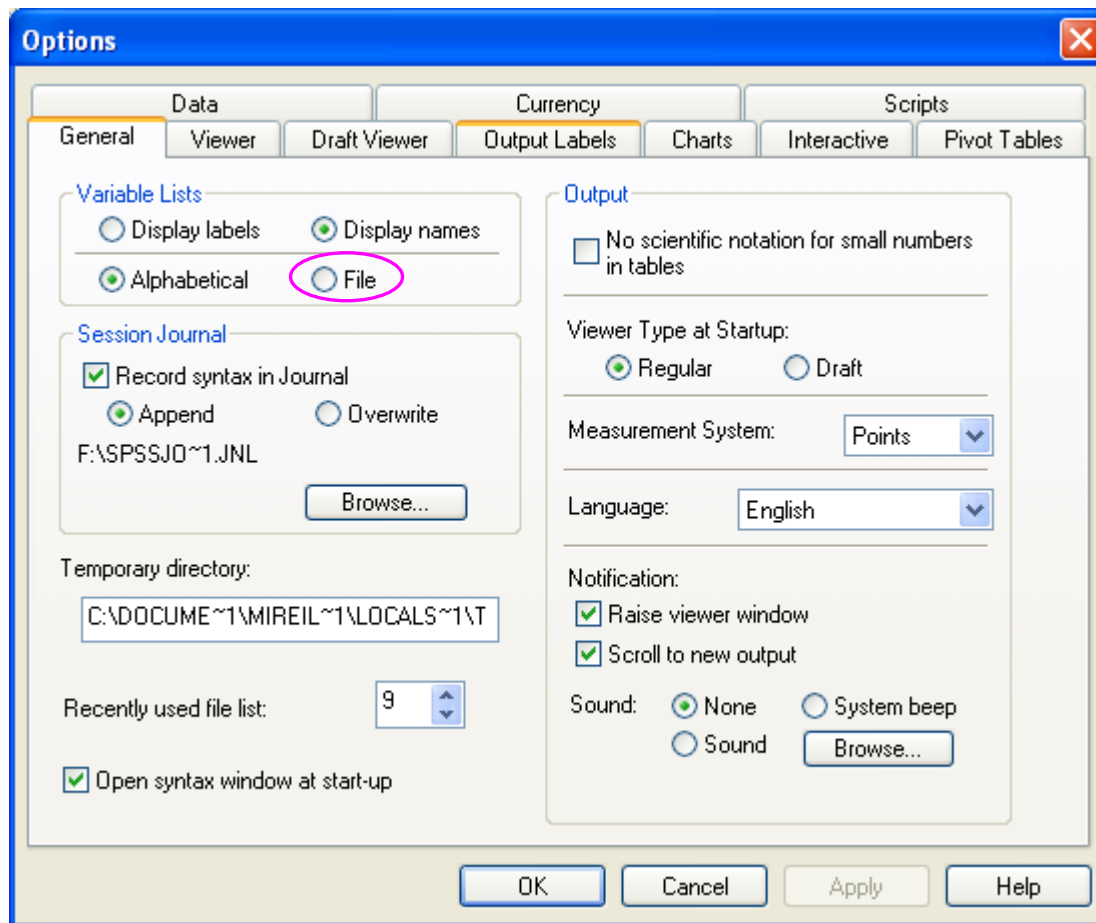 Options
Data Currency Scripts
General Viewer Draft Viewer Output Labels Charts Interactive Pivot Tables
Variable Lists
Display labels Display names
Alphabetical File
Session Journal
Record syntax in Journal
Append Overwrite
F:\SPSSJO~1.JNL
Browse...
Temporary directory:
C:\DOCUME~1\MIREIL~1\LOCALS~1\T
Recently used file list: 9
Open syntax window at start-up
Output
No scientific notation for small numbers
in tables
Viewer Type at Startup:
Regular Draft
Measurement System: Points
Language: English
Notification:
Raise viewer window
Scroll to new output
Sound: None System beep
Sound Browse...
OK Cancel Apply Help